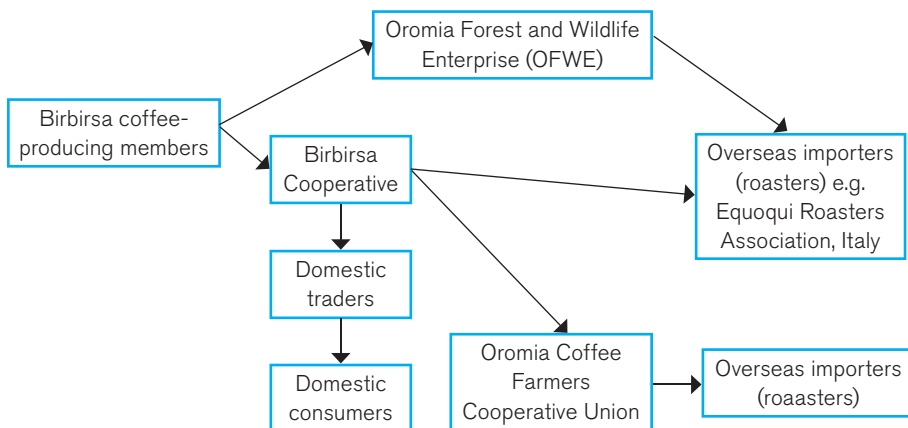 Oromia Forest and Wildlife
Enterprise (OFWE)
Birbirsa coffee-
producing members
Birbirsa
Cooperative
Overseas importers
(roasters) e.g.
Equoqui Roasters
Association, Italy
Domestic
traders
Oromia Coffee
Farmers
Cooperative Union
Overseas importers
(roaasters)
Domestic
consumers